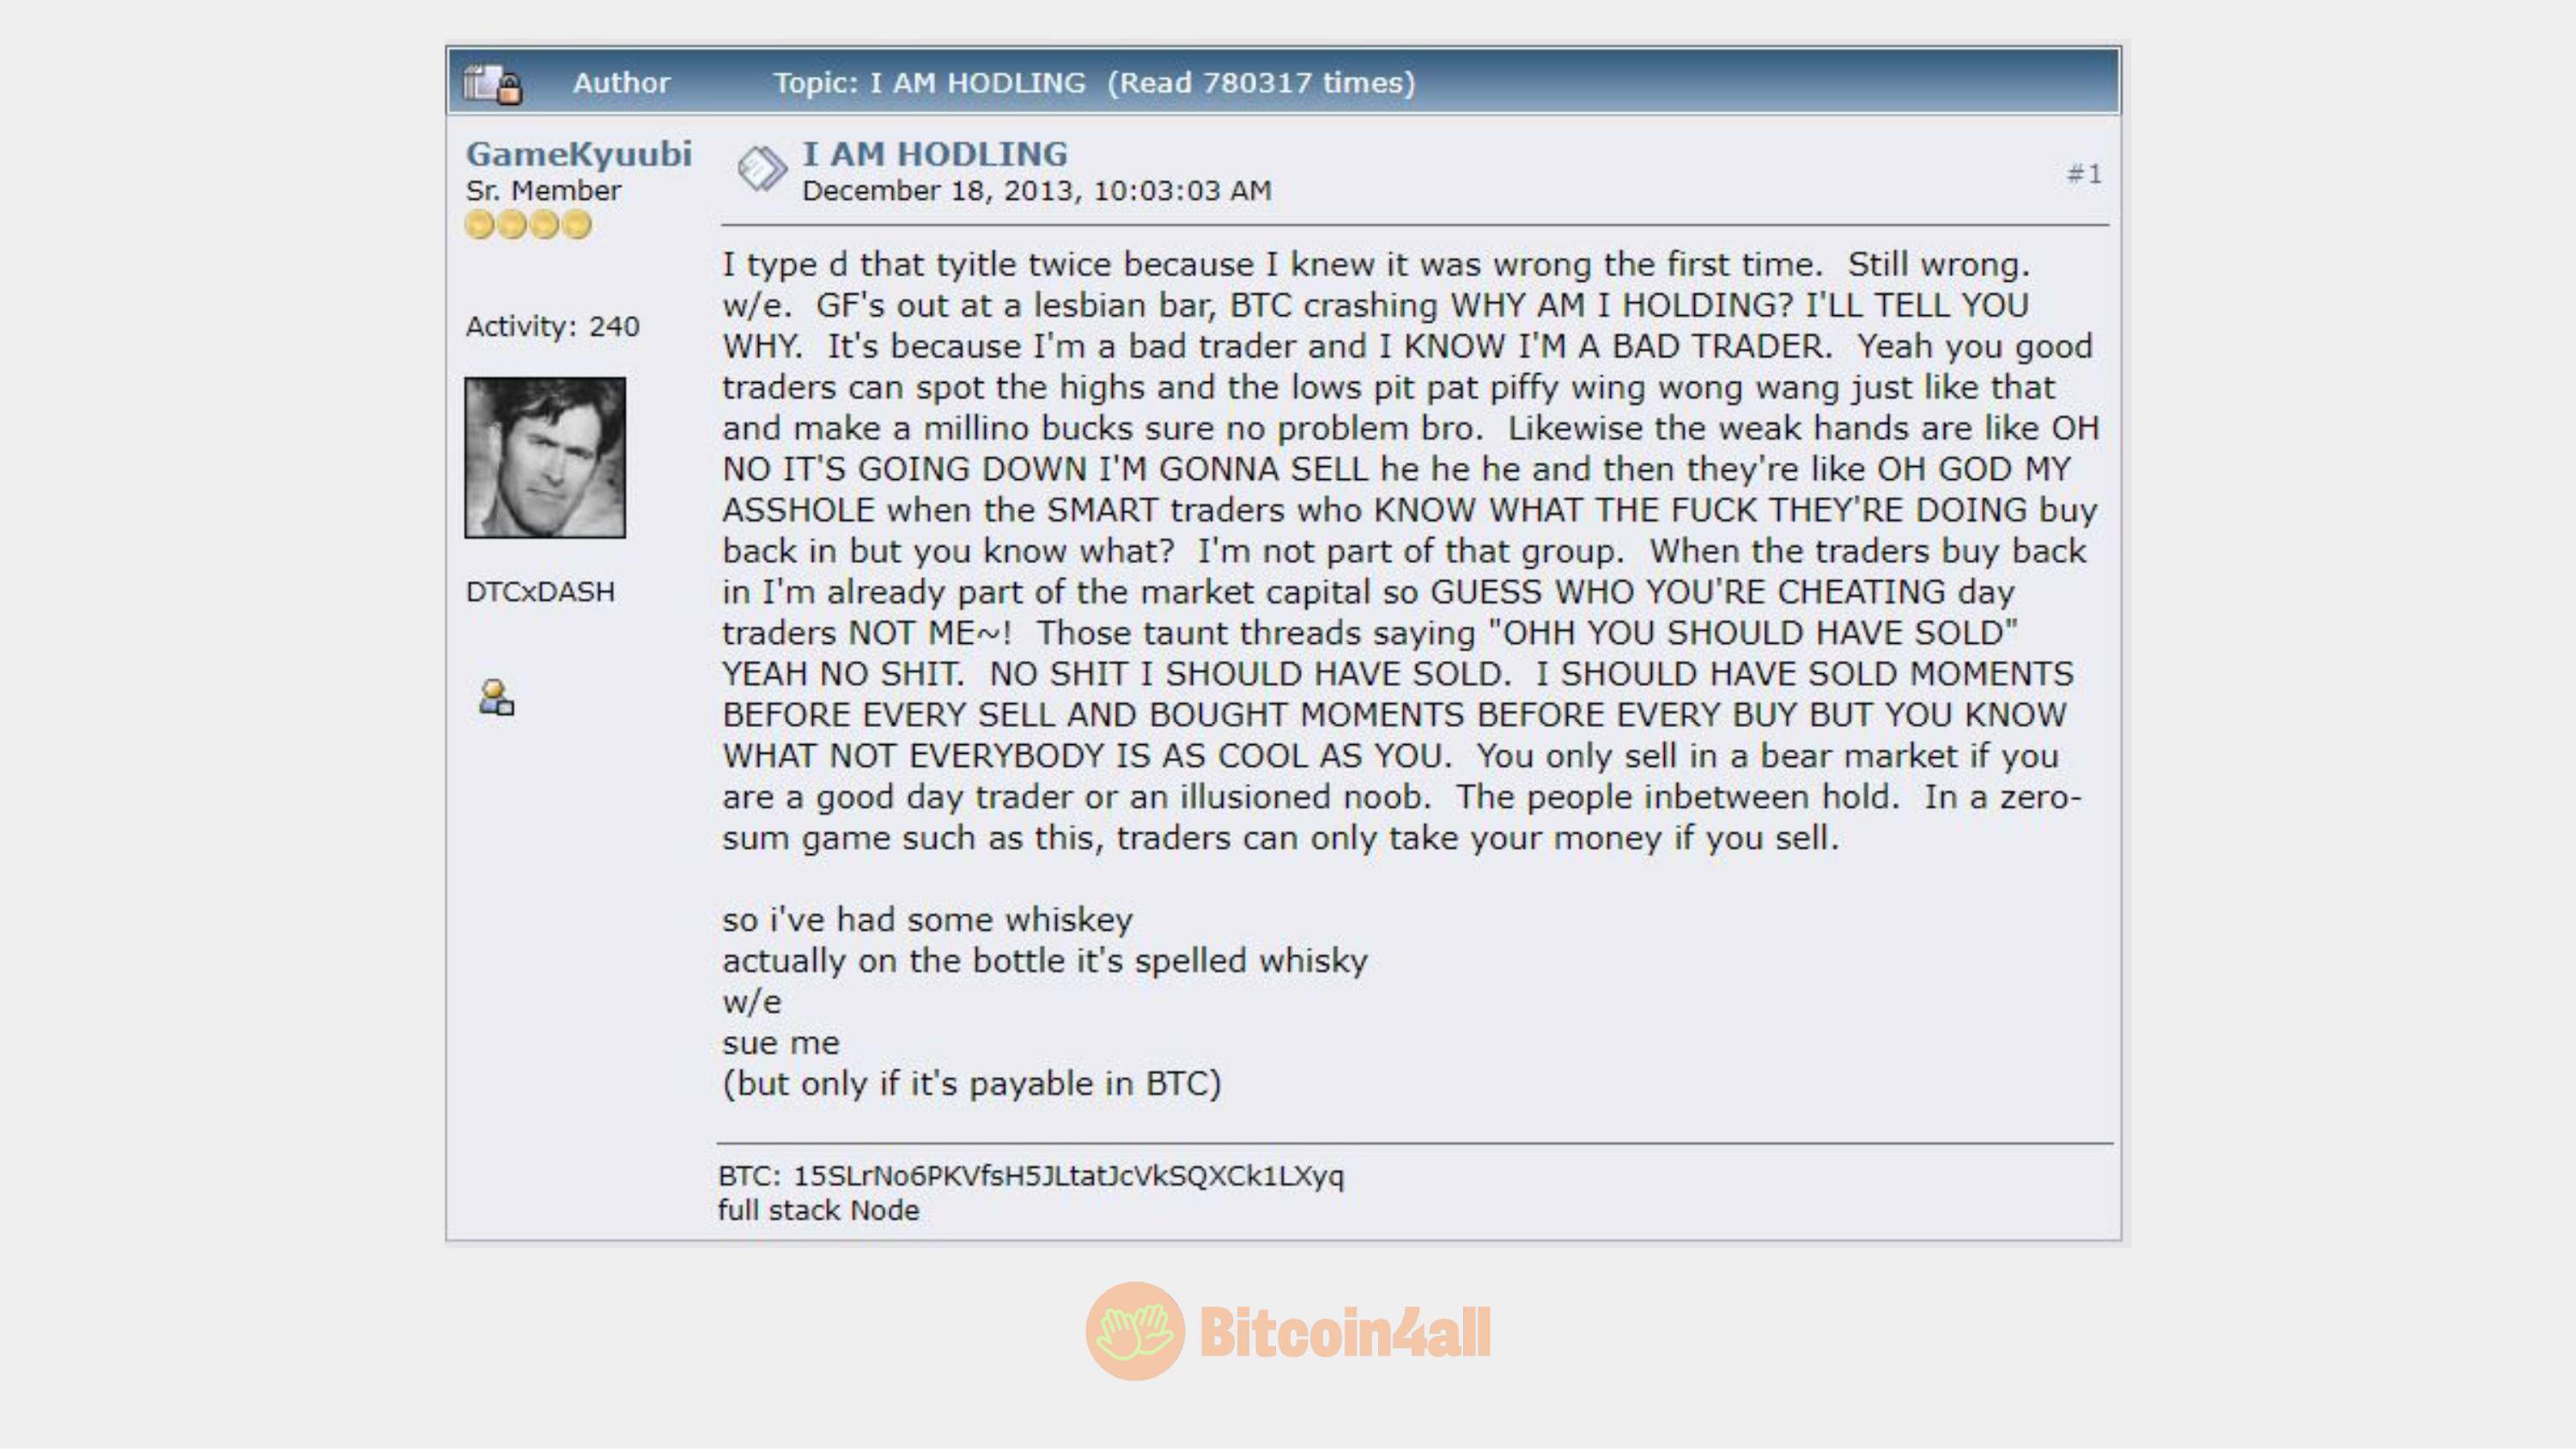 Author Topic: I AM HODLING (Read 780317 times)
GameKyuubi
Sr. Member
Activity: 240
DTCxDASH
I AM HODLING
December 18, 2013, 10:03:03 AM
#1
I type d that tyitle twice because I knew it was wrong the first time.  Still wrong.
w/e.  GF's out at a lesbian bar, BTC crashing WHY AM I HOLDING? I'LL TELL YOU
WHY.  It's because I'm a bad trader and I KNOW I'M A BAD TRADER.  Yeah you good
traders can spot the highs and the lows pit pat piffy wing wong wang just like that
and make a millino bucks sure no problem bro.  Likewise the weak hands are like OH
NO IT'S GOING DOWN I'M GONNA SELL he he he and then they're like OH GOD MY
ASSHOLE when the SMART traders who KNOW WHAT THE FUCK THEY'RE DOING buy
back in but you know what?  I'm not part of that group.  When the traders buy back
in I'm already part of the market capital so GUESS WHO YOU'RE CHEATING day
traders NOT ME~!  Those taunt threads saying "OHH YOU SHOULD HAVE SOLD"
YEAH NO SHIT.  NO SHIT I SHOULD HAVE SOLD.  I SHOULD HAVE SOLD MOMENTS
BEFORE EVERY SELL AND BOUGHT MOMENTS BEFORE EVERY BUY BUT YOU KNOW
WHAT NOT EVERYBODY IS AS COOL AS YOU.  You only sell in a bear market if you
are a good day trader or an illusioned noob.  The people inbetween hold.  In a zero-
sum game such as this, traders can only take your money if you sell.
so i've had some whiskey
actually on the bottle it's spelled whisky
w/e
sue me
(but only if it's payable in BTC)
BTC: 15SLrNo6PKVfsH5JLtatJcVkSQXCk1LXyq
full stack Node
Bitcoin4all